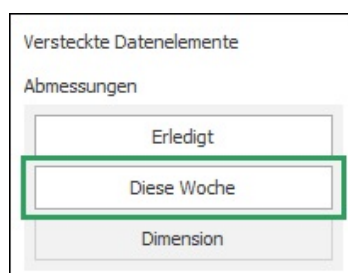 Versteckte Datenelemente
Abmessungen
Erledigt
Diese Woche
Dimension